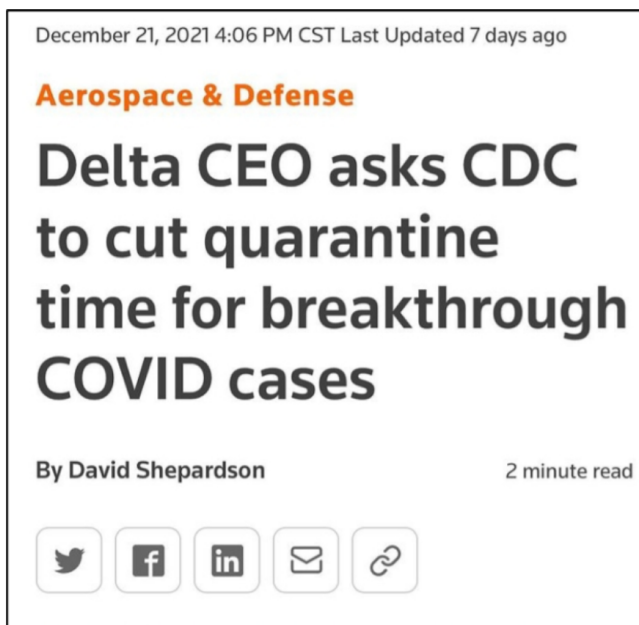 December 21, 2021 4:06 PM CST Last Updated 7 days ago
Aerospace & Defense
Delta CEO asks CDC
to cut quarantine
time for breakthrough
COVID cases
By David Shepardson 2 minute read